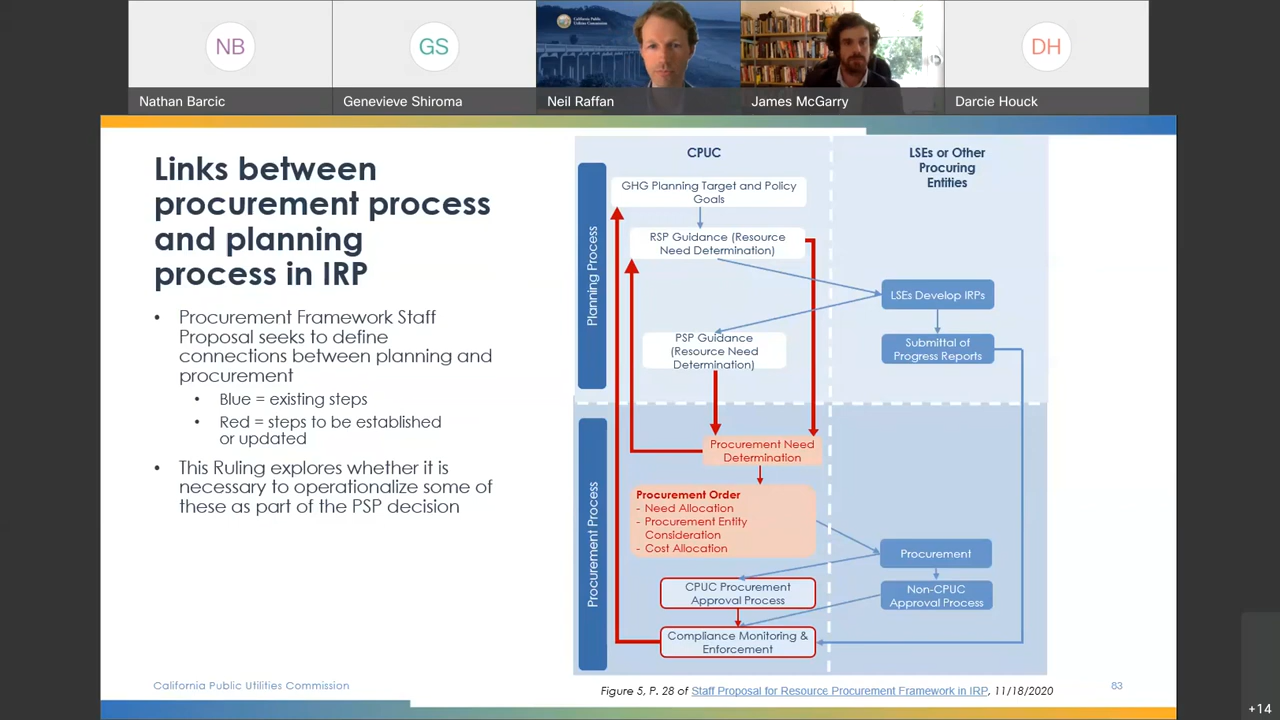 NB
GS
California Public
Utilities Commission
DH
Nathan Barcic
Genevieve Shiroma
Neil Raffan
James McGarry
Darcie Houck
Links between
procurement process
and planning
process in IRP
• Procurement Framework Staff
Proposal seeks to define
connections between planning and
procurement
• Blue = existing steps
• Red = steps to be established
or updated
• This Ruling explores whether it is
necessary to operationalize some of
these as part of the PSP decision
CPUC
LSEs or Other
Procuring
Entities
Planning Process
GHG Planning Target and Policy
Goals
RSP Guidance (Resource
Need Determination)
LSEs Develop IRPs
PSP Guidance
(Resource Need
Determination)
Submittal of
Progress Reports
Procurement Process
Procurement Need
Determination
Procurement Order
- Need Allocation
- Procurement Entity
Consideration
- Cost Allocation
Procurement
CPUC Procurement
Approval Process
Non-CPUC
Approval Process
Compliance Monitoring &
Enforcement
California Public Utilities Commission
Figure 5, P. 28 of Staff Proposal for Resource Procurement Framework in IRP, 11/18/2020
83
+14